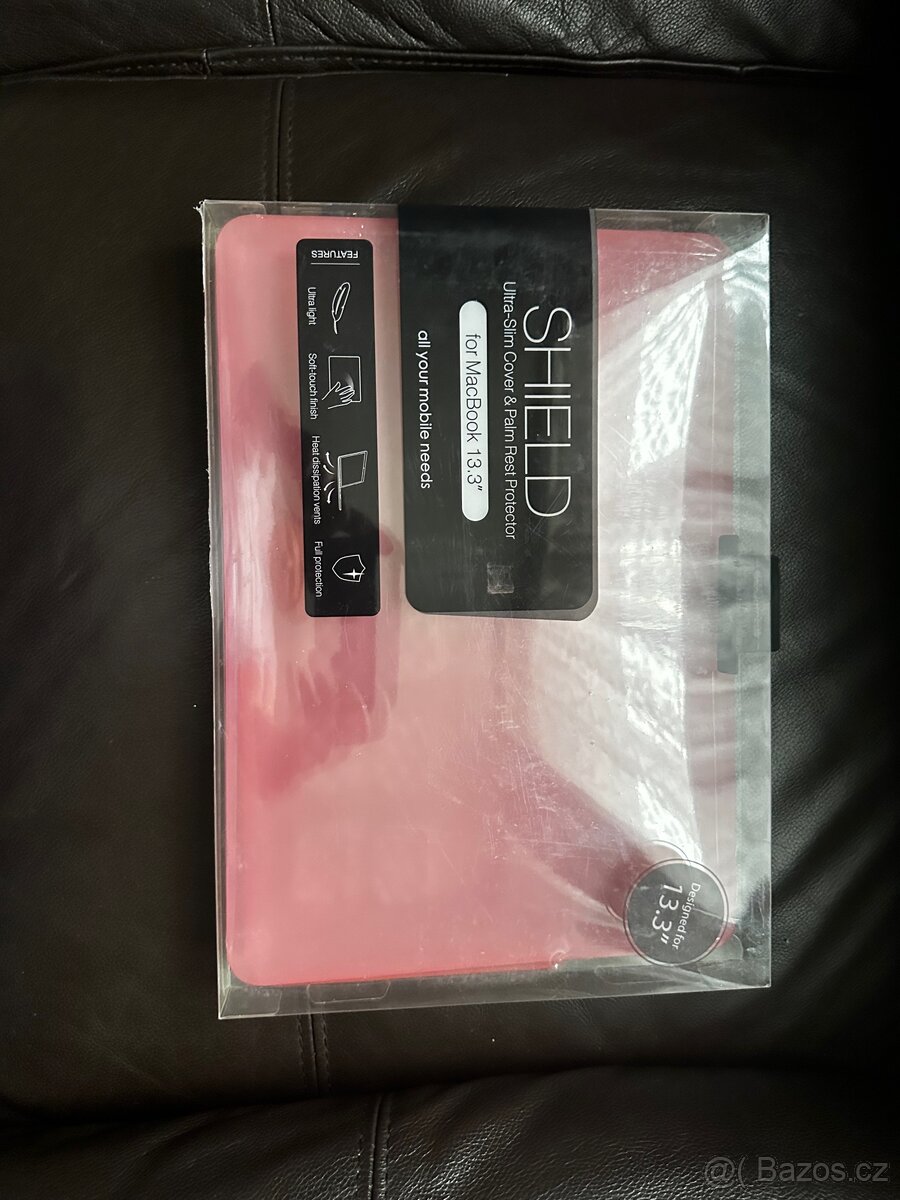 SHIELD
Ultra-Slim Cover & Palm Rest Protector
for MacBook 13.3"
all your mobile needs
FEATURES
Ultra light
Soft-touch finish
Heat dissipation vents
Full protection
Designed for
13.3"
@( Bazos.cz